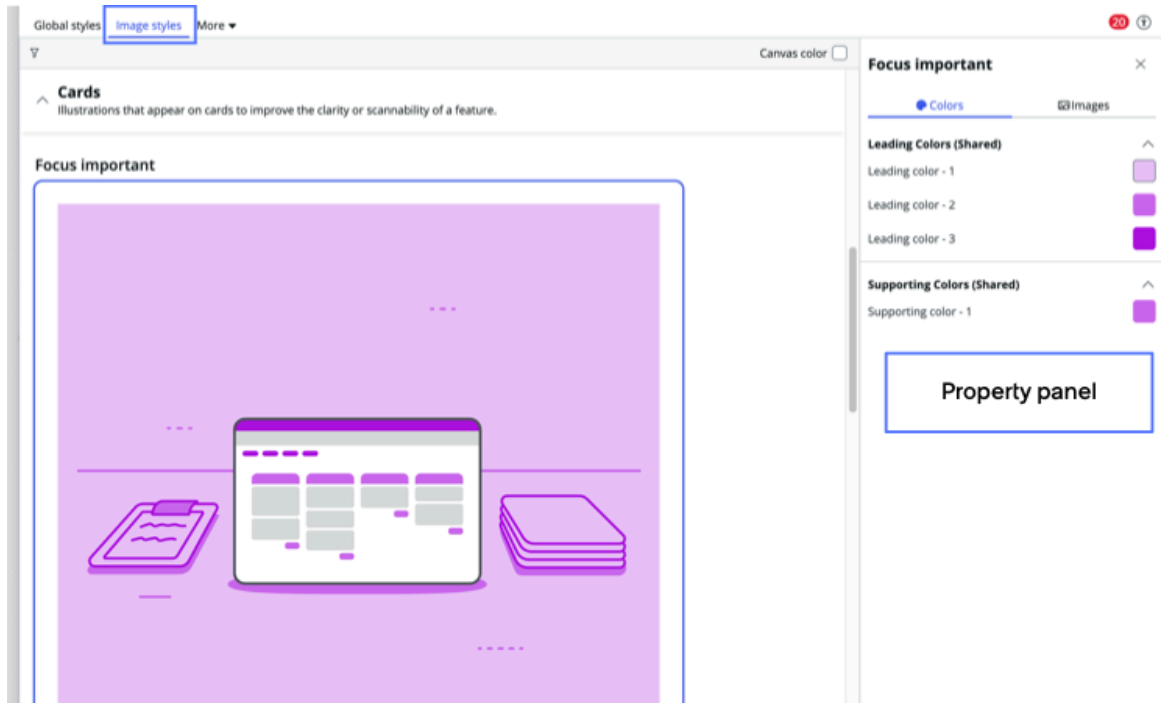 Global styles Image styles More
20
Canvas color
Cards
Illustrations that appear on cards to improve the clarity or scannability of a feature.
Focus important
Focus important
Colors Images
Leading Colors (Shared)
Leading color - 1
Leading color - 2
Leading color - 3
Supporting Colors (Shared)
Supporting color - 1
Property panel